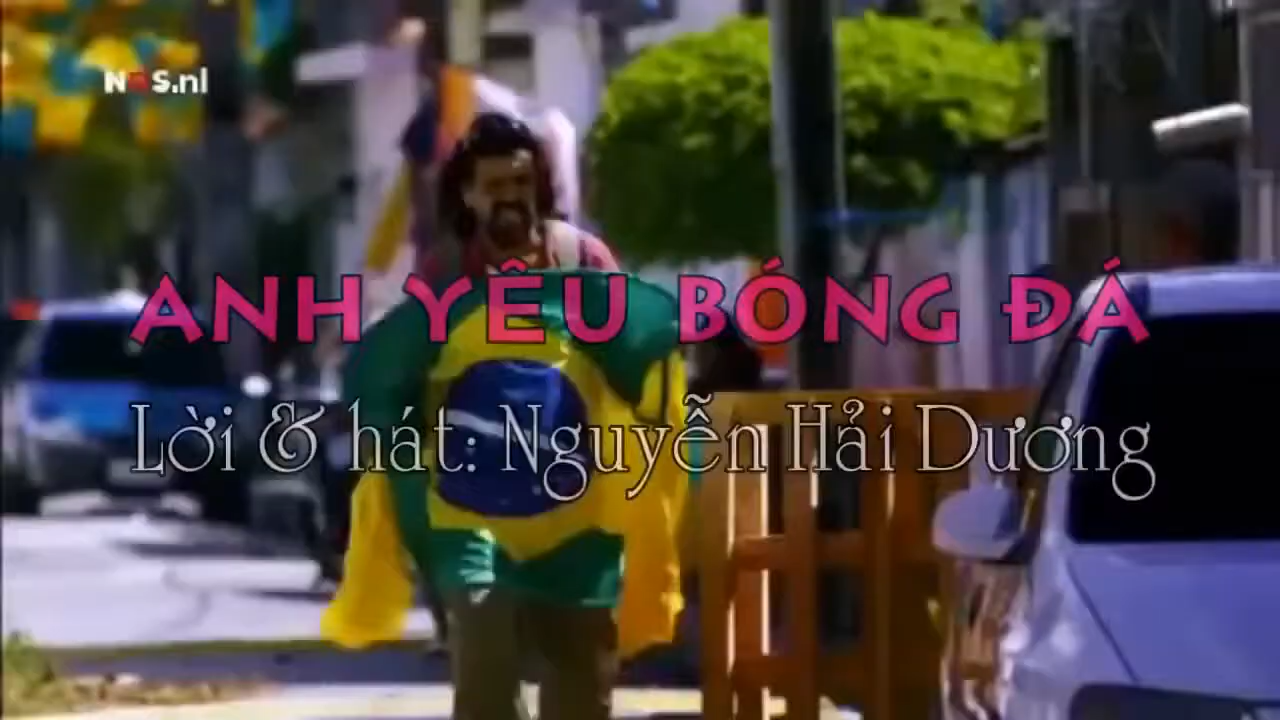 NOS.nl
ANH YÊU BÓNG ĐÁ
Lời & hát: Nguyễn Hải Dương